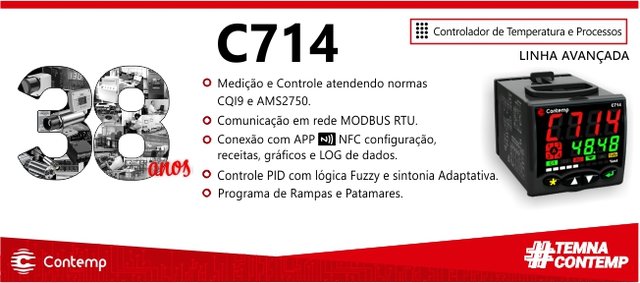 C714
Controlador de Temperatura e Processos
LINHA AVANÇADA
38
anos
Medição e Controle atendendo normas
CQI9 e AMS2750.
Comunicação em rede MODBUS RTU.
Conexão com APP NFC configuração,
receitas, gráficos e LOG de dados.
Controle PID com lógica Fuzzy e sintonia Adaptativa.
Programa de Rampas e Patamares.
C714
Contemp
C714
48.48
Contemp
#TEMNA
CONTEMP